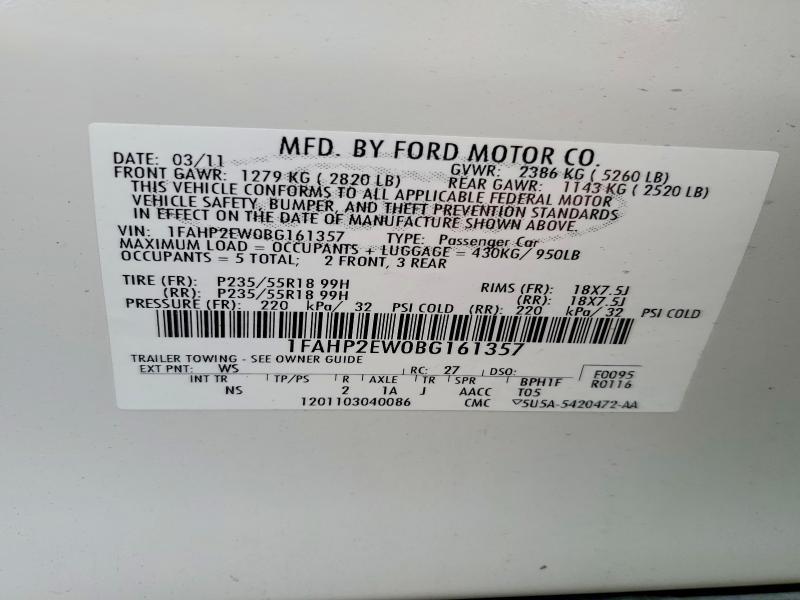 MFD. BY FORD MOTOR CO.
DATE: 03/11 GVWR: 2386 KG ( 5260 LB)
FRONT GAWR: 1279 KG ( 2820 LB) REAR GAWR: 1143 KG ( 2520 LB)
THIS VEHICLE CONFORMS TO ALL APPLICABLE FEDERAL MOTOR
VEHICLE SAFETY, BUMPER, AND THEFT PREVENTION STANDARDS
IN EFFECT ON THE DATE OF MANUFACTURE SHOWN ABOVE.
VIN: 1FAHP2EW0BG161357 TYPE: Passenger Car
MAXIMUM LOAD = OCCUPANTS + LUGGAGE = 430KG/ 950LB
OCCUPANTS = 5 TOTAL; 2 FRONT, 3 REAR
TIRE (FR): P235/55R18 99H RIMS (FR): 18X7.5J
(RR): P235/55R18 99H (RR): 18X7.5J
PRESSURE (FR): 220 kPa/ 32 PSI COLD (RR): 220 kPa/ 32 PSI COLD
1FAHP2EW0BG161357
TRAILER TOWING - SEE OWNER GUIDE
EXT PNT: WS RC: 27 DSO: F0095
INT TR TP/PS R AXLE TR SPR BPH1F R0116
NS 2 1A J AACC T05
1201103040086 CMC ▽5U5A-5420472-AA